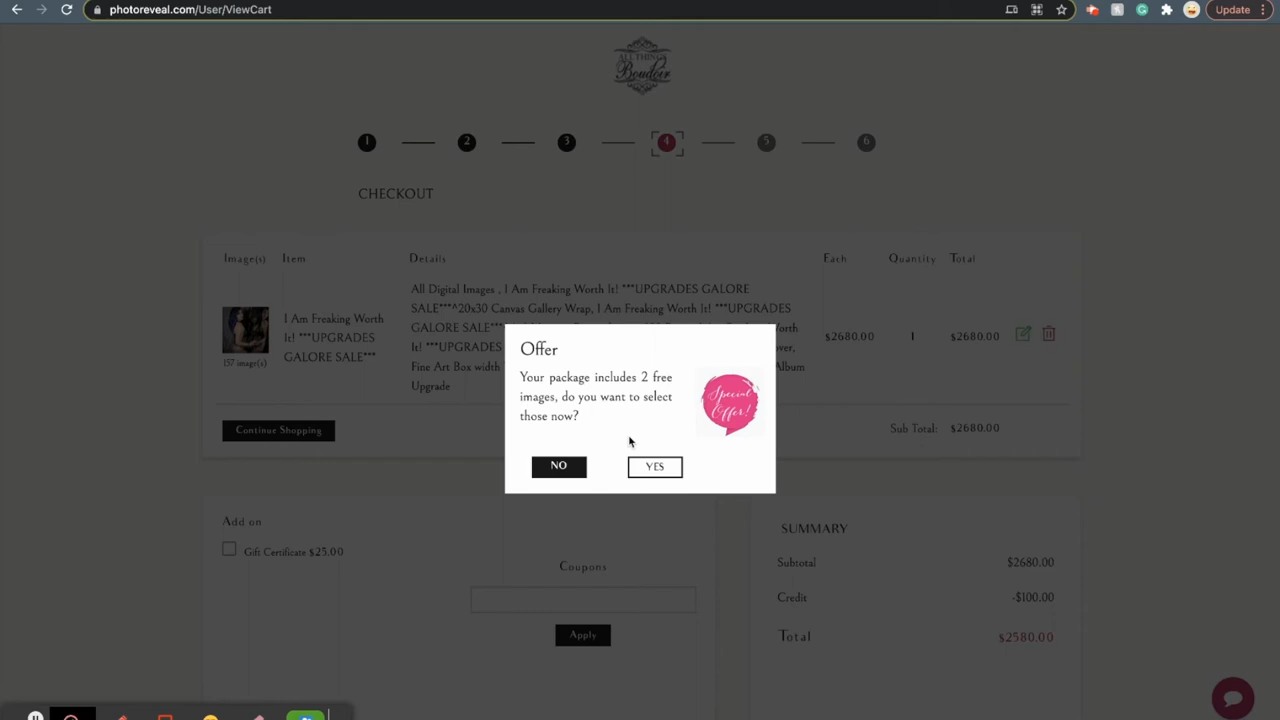 photoreveal.com/User/ViewCart
Update
ALL THINGS
Boudoir
1 2 3 4 5 6
CHECKOUT
Image(s) Item Details Each Quantity Total
157 image(s)
I Am Freaking Worth
It! ***UPGRADES
GALORE SALE***
All Digital Images , I Am Freaking Worth It! ***UPGRADES GALORE
SALE***^20x30 Canvas Gallery Wrap, I Am Freaking Worth It! ***UPGRADES
GALORE SALE***
It! ***UPGRADES
Fine Art Box width
Upgrade
Album
$2680.00 1 $2680.00
Continue Shopping
Sub Total: $2680.00
Offer
Your package includes 2 free
images, do you want to select
those now?
Special
Offer!
NO YES
Add on
Gift Certificate $25.00
Coupons
Apply
SUMMARY
Subtotal $2680.00
Credit -$100.00
Total $2580.00